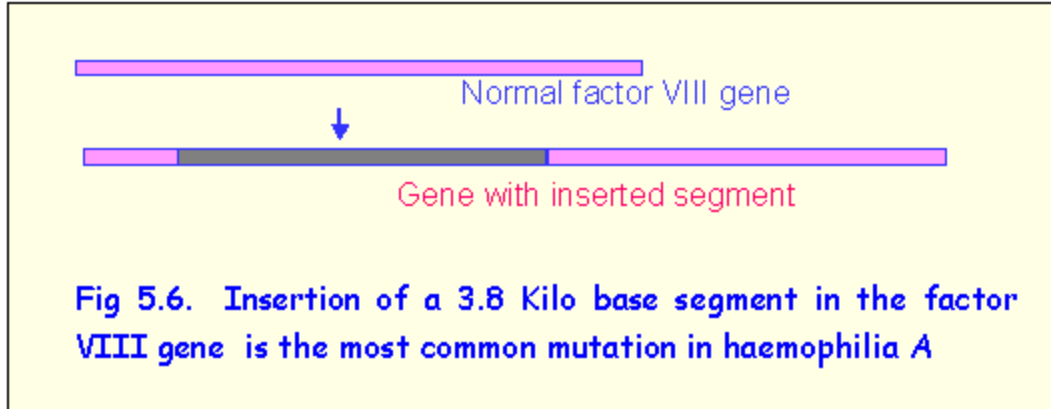 Normal factor VIII gene
Gene with inserted segment
Fig 5.6. Insertion of a 3.8 Kilo base segment in the factor
VIII gene is the most common mutation in haemophilia A